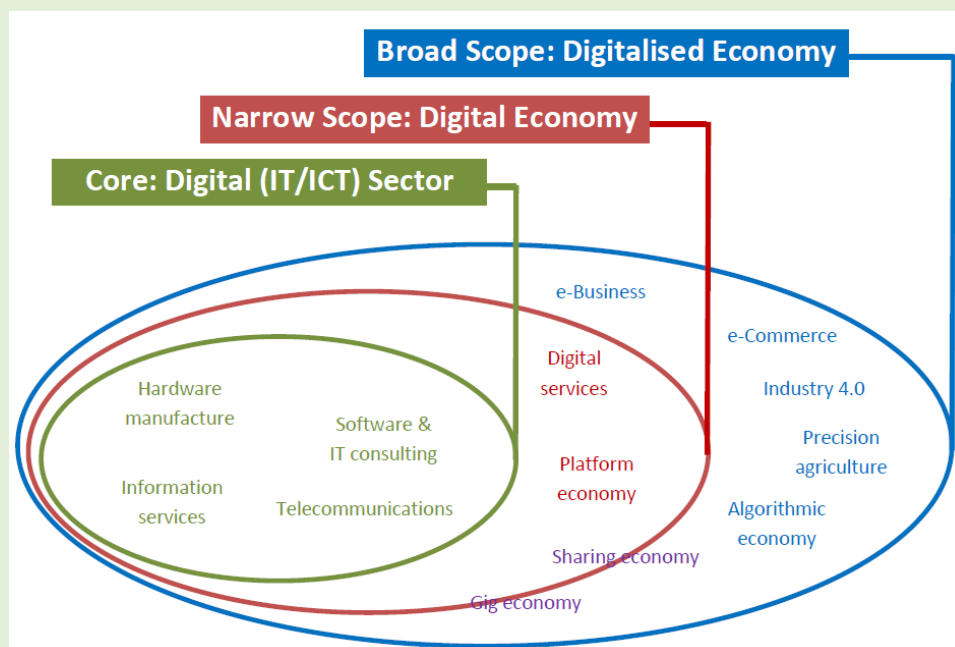 Broad Scope: Digitalised Economy
Narrow Scope: Digital Economy
Core: Digital (IT/ICT) Sector
e-Business
e-Commerce
Digital
services
Industry 4.0
Hardware
manufacture
Software &
IT consulting
Precision
agriculture
Platform
economy
Information
services
Telecommunications
Algorithmic
economy
Sharing economy
Gig economy